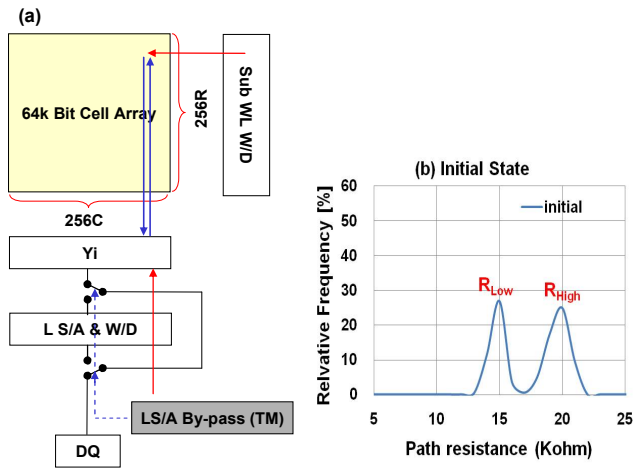 (a)
64k Bit Cell Array
256R
Sub WL W/D
256C
Yi
L S/A & W/D
LS/A By-pass (TM)
DQ
(b) Initial State
Relvative Frequency [%]
60
50
40
30
20
10
0
initial
RLow
RHigh
5
10
15
20
25
Path resistance (Kohm)